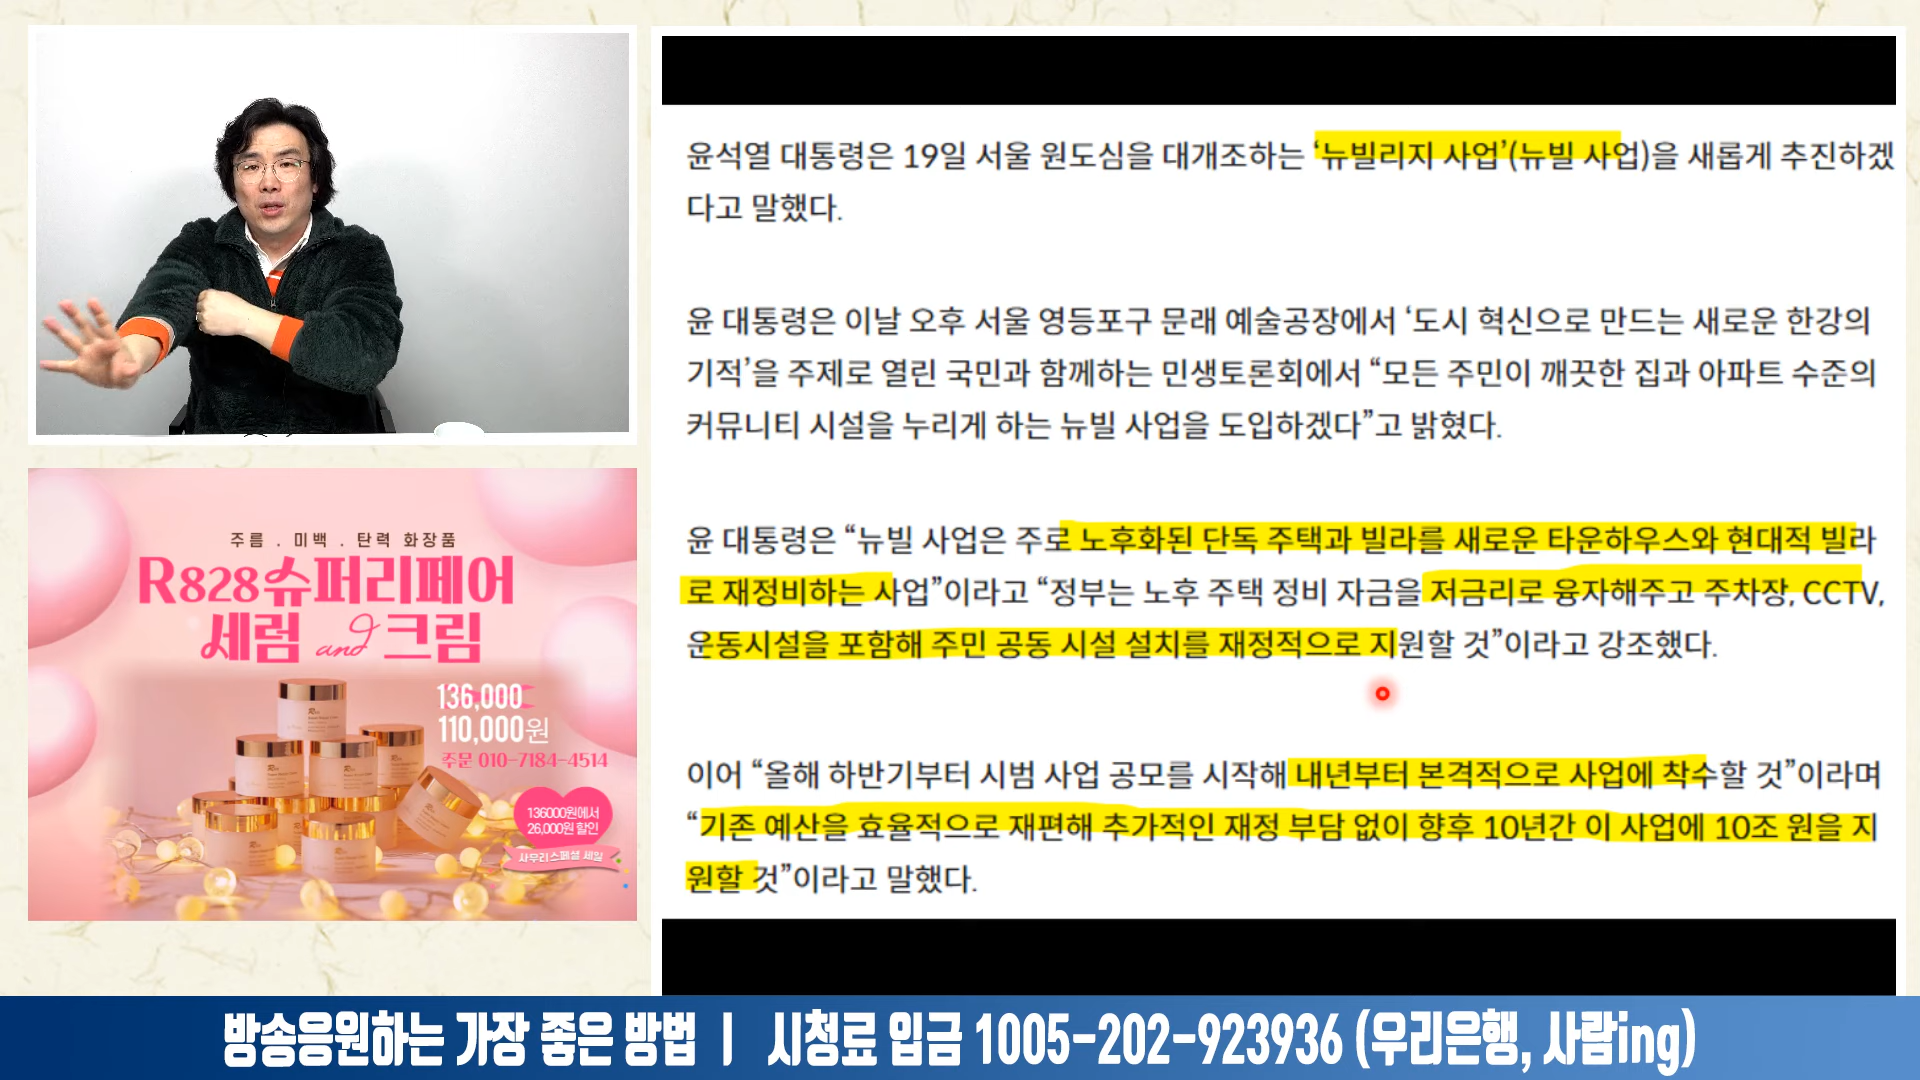 윤석열 대통령은 19일 서울 원도심을 대개조하는 ‘뉴빌리지 사업’(뉴빌 사업)을 새롭게 추진하겠
다고 말했다.
윤 대통령은 이날 오후 서울 영등포구 문래 예술공장에서 ‘도시 혁신으로 만드는 새로운 한강의
기적’을 주제로 열린 국민과 함께하는 민생토론회에서 “모든 주민이 깨끗한 집과 아파트 수준의
커뮤니티 시설을 누리게 하는 뉴빌 사업을 도입하겠다”고 밝혔다.
윤 대통령은 “뉴빌 사업은 주로 노후화된 단독 주택과 빌라를 새로운 타운하우스와 현대적 빌라
로 재정비하는 사업”이라고 “정부는 노후 주택 정비 자금을 저금리로 융자해주고 주차장, CCTV,
운동시설을 포함해 주민 공동 시설 설치를 재정적으로 지원할 것”이라고 강조했다.
이어 “올해 하반기부터 시범 사업 공모를 시작해 내년부터 본격적으로 사업에 착수할 것”이라며
“기존 예산을 효율적으로 재편해 추가적인 재정 부담 없이 향후 10년간 이 사업에 10조 원을 지
원할 것”이라고 말했다.
주름 . 미백 . 탄력 화장품
R828슈퍼리페어
세럼 and 크림
136,000
110,000원
주문 010-7184-4514
136000원에서
26,000원 할인
사무리스페셜 세일
방송응원하는 가장 좋은 방법 | 시청료 입금 1005-202-923936 (우리은행, 사람ing)